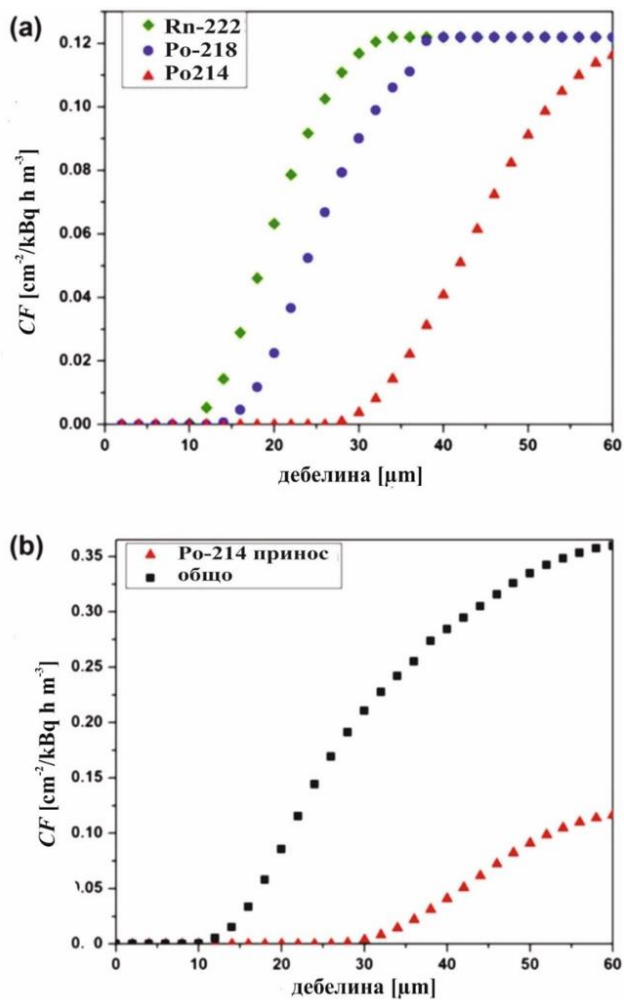 (a)
Rn-222
Po-218
Po214
CF [cm⁻²/kBq h m⁻³]
0.12
0.10
0.08
0.06
0.04
0.02
0.00
0 10 20 30 40 50 60
дебелина [µm]
(b)
Po-214 принос
общо
CF [cm⁻²/kBq h m⁻³]
0.35
0.30
0.25
0.20
0.15
0.10
.05
0. 0
0 10 20 30 40 50 60
дебелина [µm]